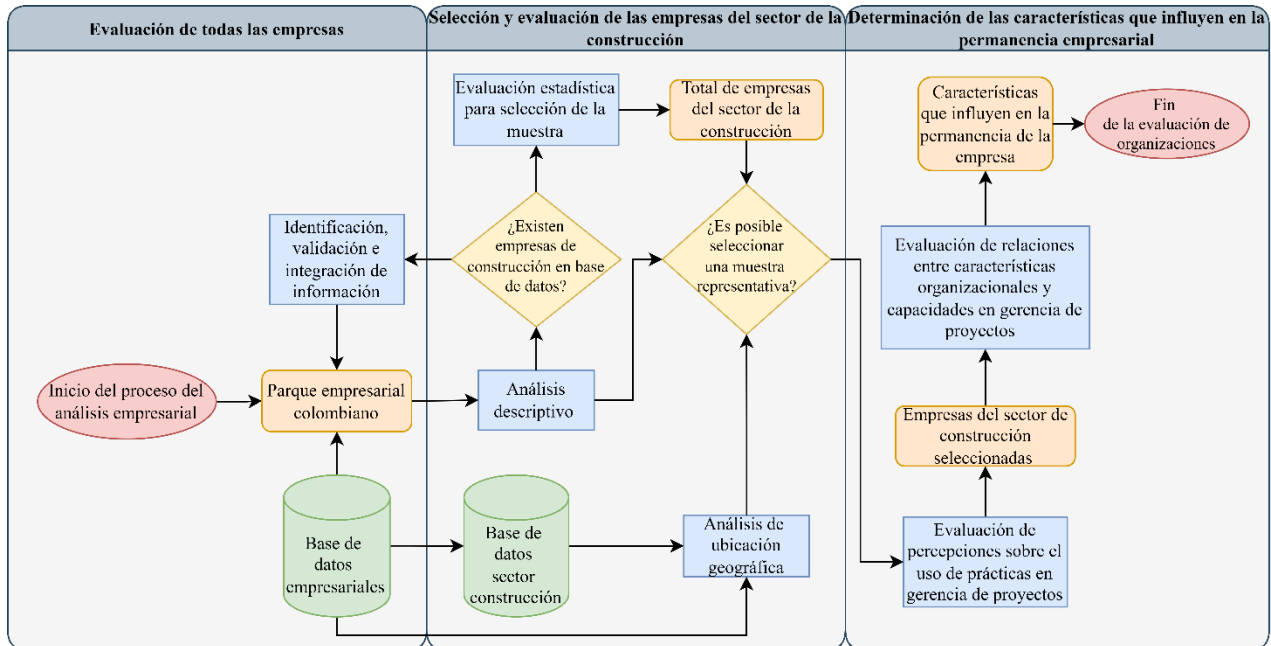 Evaluación de todas las empresas
Selección y evaluación de las empresas del sector de la
construcción
Determinación de las características que influyen en la
permanencia empresarial
Evaluación estadística
para selección de la
muestra
Total de empresas
del sector de la
construcción
Características
que influyen en la
permanencia de la
empresa
Fin
de la evaluación de
organizaciones
Identificación,
validación e
integración de
información
¿Existen
empresas de
construcción en base
de datos?
¿Es posible
seleccionar
una muestra
representativa?
Evaluación de relaciones
entre características
organizacionales y
capacidades en gerencia de
proyectos
Inicio del proceso del
análisis empresarial
Parque empresarial
colombiano
Análisis
descriptivo
Empresas del sector de
construcción
seleccionadas
Base de
datos
empresariales
Base de
datos
sector
construcción
Análisis de
ubicación
geográfica
Evaluación de
percepciones sobre el
uso de prácticas en
gerencia de proyectos